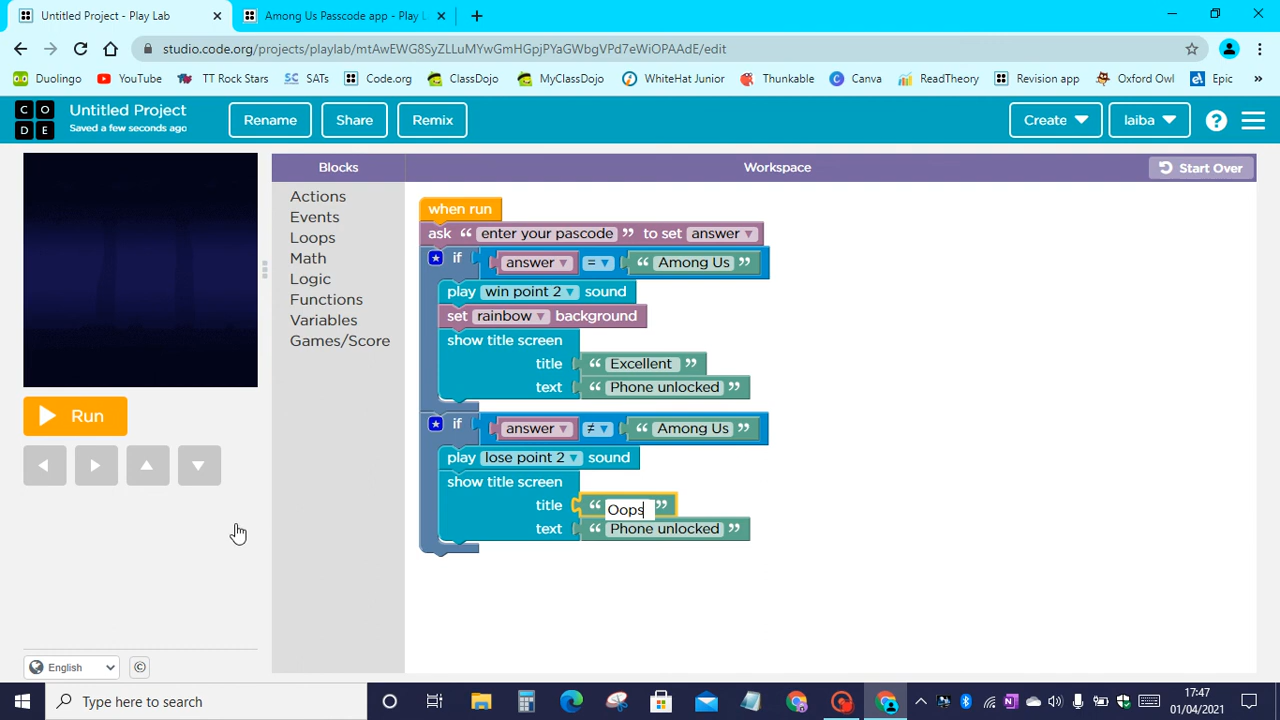 Untitled Project - Play Lab
Among Us Passcode app - Play L
studio.code.org/projects/playlab/mtAwEWG8SyZLLuMYwGmHGpjPYaGWbgVPd7eWiOPAAdE/edit
Duolingo YouTube TT Rock Stars SC SATs Code.org ClassDojo MyClassDojo WhiteHat Junior Thunkable Canva ReadTheory Revision app Oxford Owl Epic »
CODE
Untitled Project
Saved a few seconds ago
Rename Share Remix Create laiba ?
Blocks Workspace Start Over
Actions
Events
Loops
Math
Logic
Functions
Variables
Games/Score
when run
ask “ enter your pascode ” to set answer
if answer = “ Among Us ”
play win point 2 sound
set rainbow background
show title screen
title “ Excellent ”
text “ Phone unlocked ”
if answer ≠ “ Among Us ”
play lose point 2 sound
show title screen
title “ Oops ”
text “ Phone unlocked ”
Run
English ©
Type here to search
17:47
01/04/2021